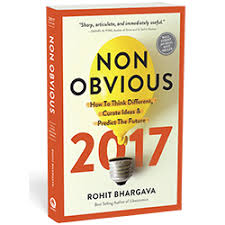 "Sharp, articulate, and immediately useful."
NON
OBVIOUS
How To Think Different,
Curate Ideas &
Predict The Future
2017
ROHIT BHARGAVA
NON OBVIOUS
ROHIT BHARGAVA
2017